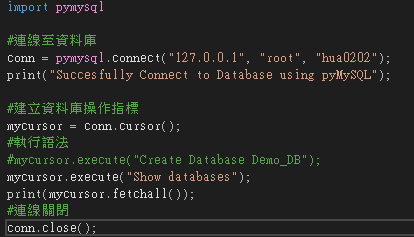 import pymysql
#連線至資料庫
conn = pymysql.connect("127.0.0.1", "root", "hua0202");
print("Succesfully Connect to Database using pyMySQL");
#建立資料庫操作指標
mycursor = conn.cursor();
#執行語法
#mycursor.execute("Create Database Demo_DB");
mycursor.execute("Show databases");
print(mycursor.fetchall());
#連線關閉
conn.close();